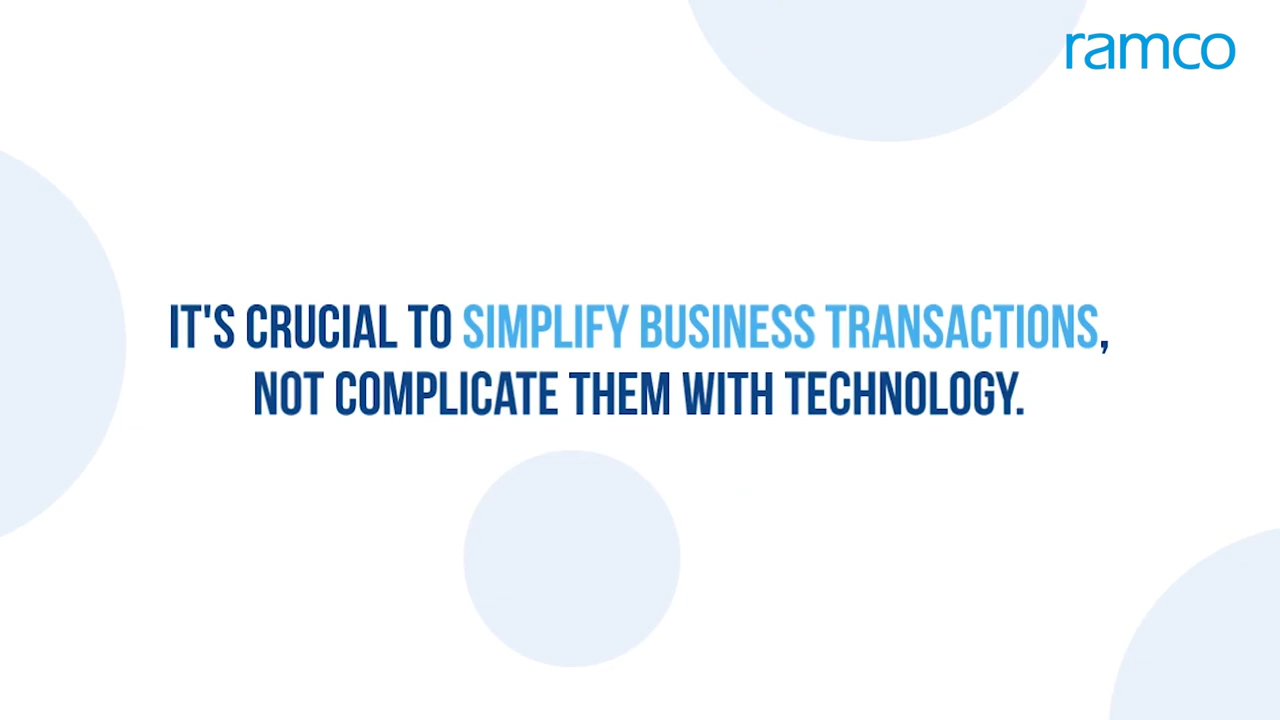 ramco
IT'S CRUCIAL TO SIMPLIFY BUSINESS TRANSACTIONS,
NOT COMPLICATE THEM WITH TECHNOLOGY.